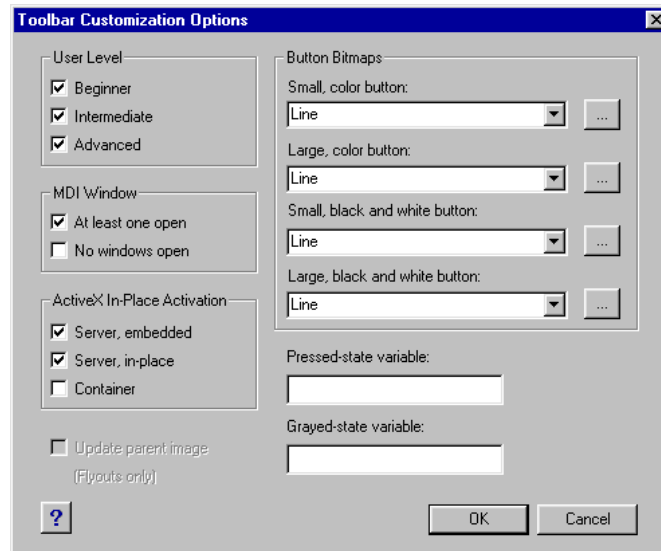 Toolbar Customization Options
User Level
Beginner
Intermediate
Advanced
MDI Window
At least one open
No windows open
ActiveX In-Place Activation
Server, embedded
Server, in-place
Container
Update parent image
(Flyouts only)
Button Bitmaps
Small, color button:
Line
...
Large, color button:
Line
...
Small, black and white button:
Line
...
Large, black and white button:
Line
...
Pressed-state variable:
Grayed-state variable:
?
OK
Cancel